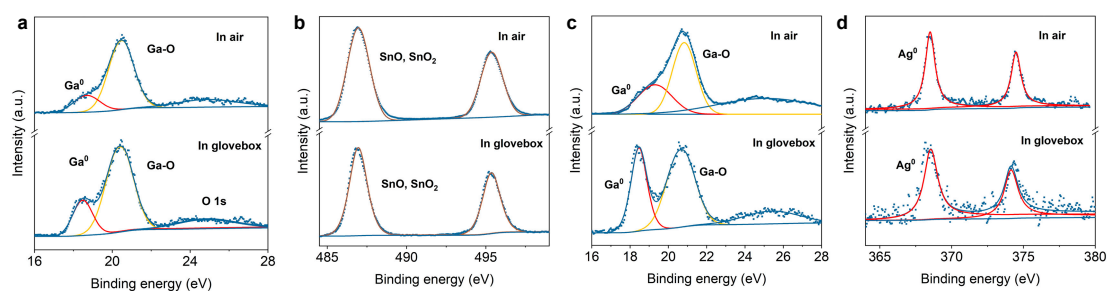 a
In air
Ga-O
Ga⁰
In glovebox
Ga⁰
Ga-O
O 1s
Intensity (a.u.)
16 20 24 28
Binding energy (eV)
b
In air
SnO, SnO₂
In glovebox
SnO, SnO₂
Intensity (a.u.)
485 490 495
Binding energy (eV)
c
In air
Ga-O
Ga⁰
In glovebox
Ga⁰
Ga-O
Intensity (a.u.)
16 18 20 22 24 26 28
Binding energy (eV)
d
In air
Ag⁰
In glovebox
Ag⁰
Intensity (a.u.)
365 370 375 380
Binding energy (eV)